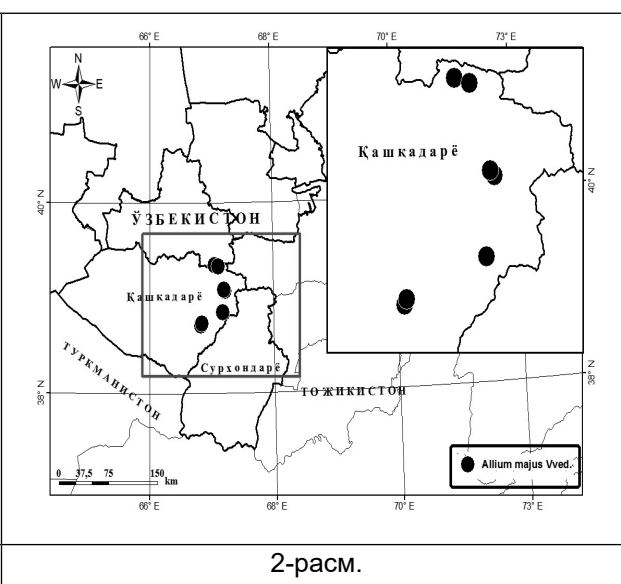 66° E 68° E 70° E 73° E
N
W E
S
Қашқадарё
40° N 40° N
ЎЗБЕКИСТОН
Қашкадарё
Сурхондарё
ТУРКМАНИСТОН
ТОЖИКИСТОН
38° N 38° N
Allium majus Vved.
0 37,5 75 150
km
66° E 68° E 70° E 73° E
2-расм.